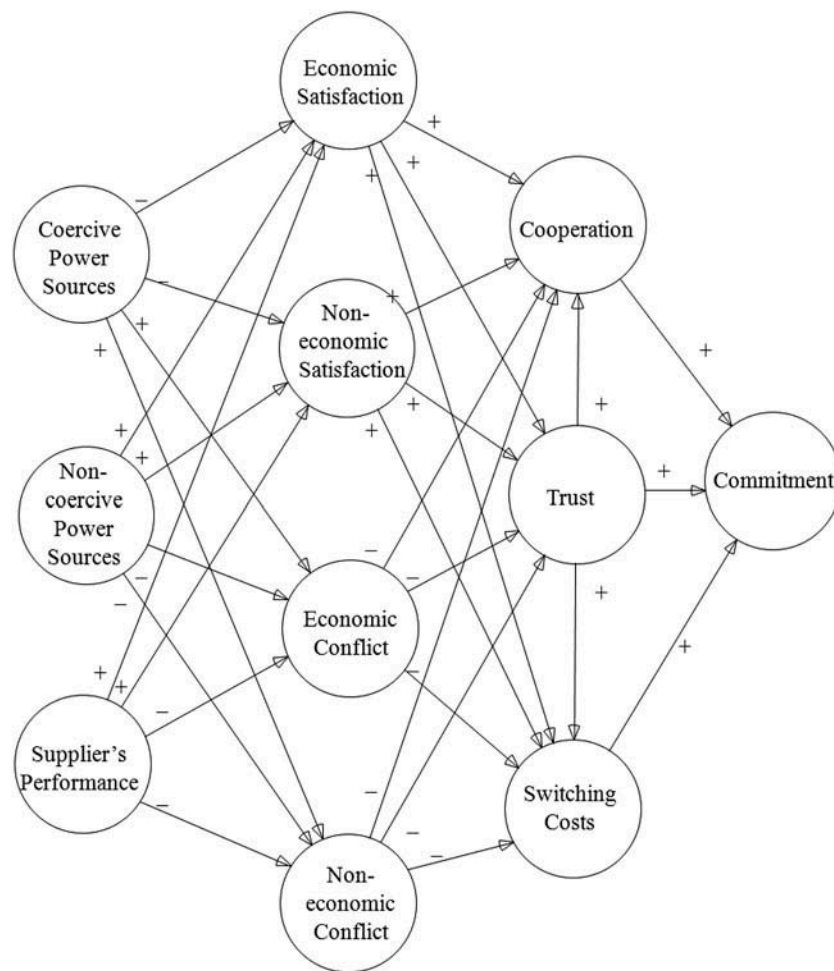 Economic
Satisfaction
+
+
+
−
Coercive
Power
Sources
Cooperation
−
+
+
Non-
economic
Satisfaction
+
+
+
+
+
+
+
Non-
coercive
Power
Sources
Trust
+
Commitment
−
−
−
−
+
Economic
Conflict
+
+
+
−
−
Supplier's
Performance
−
Switching
Costs
−
−
−
Non-
economic
Conflict